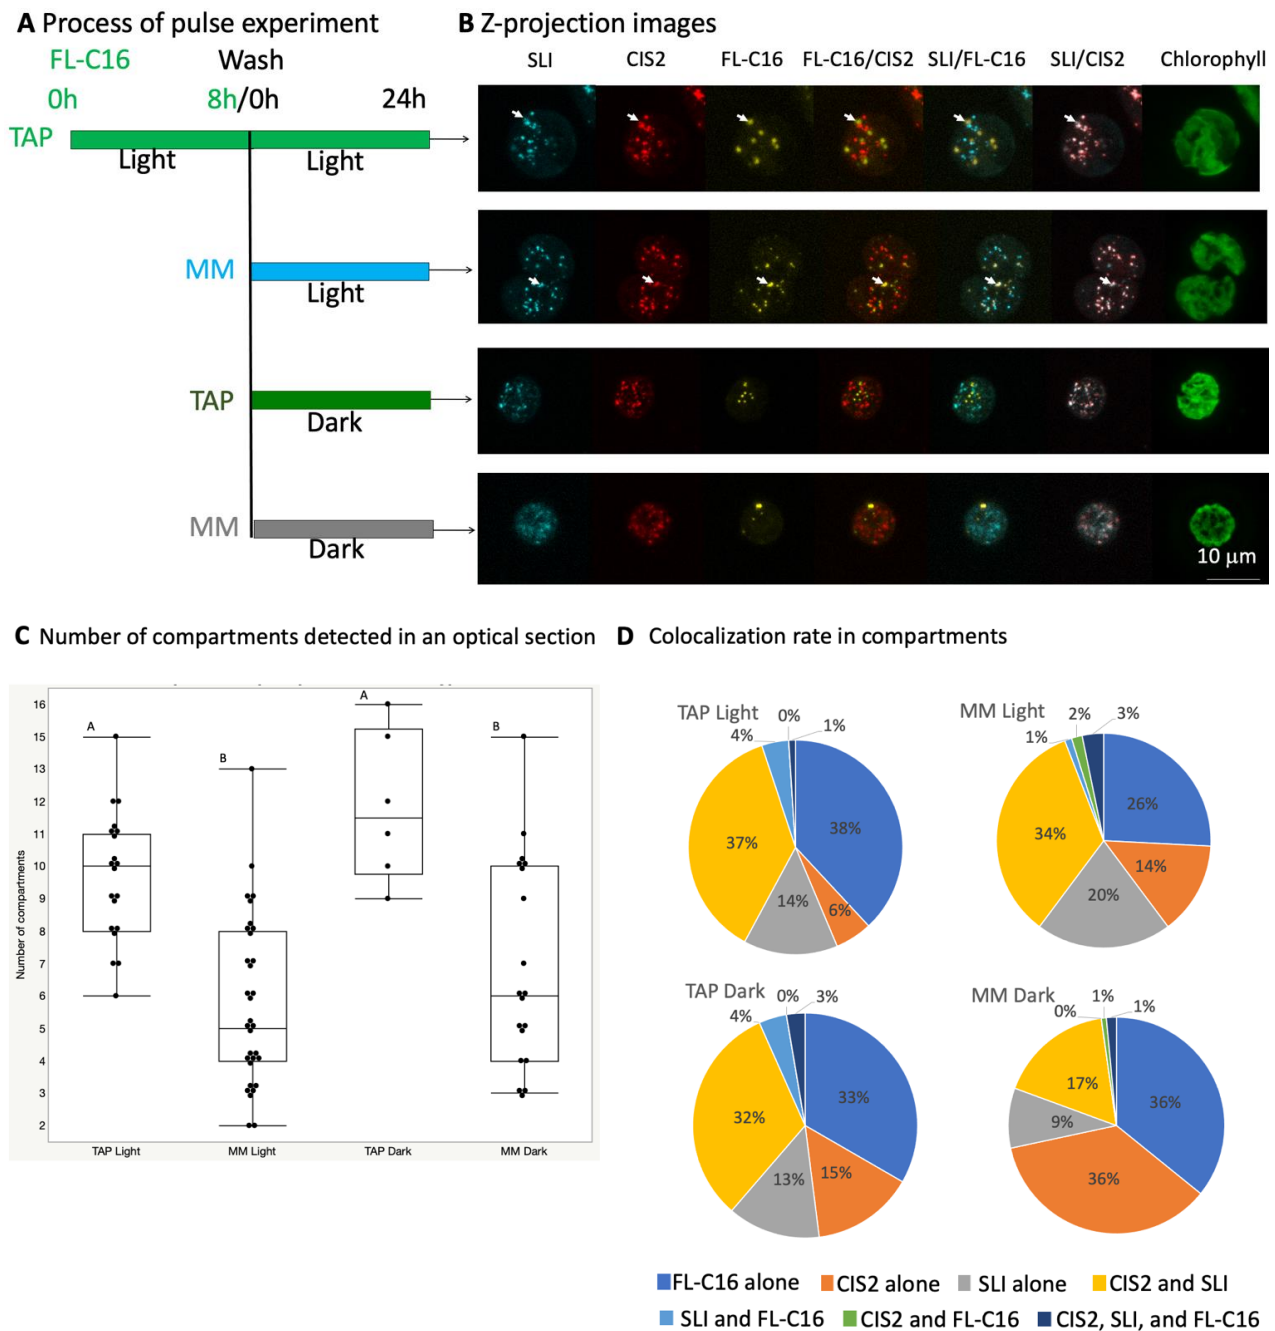 A Process of pulse experiment
FL-C16 Wash
0h 8h/0h 24h
TAP
Light Light
MM
Light
TAP
Dark
MM
Dark
B Z-projection images
SLI CIS2 FL-C16 FL-C16/CIS2 SLI/FL-C16 SLI/CIS2 Chlorophyll
10 µm
C Number of compartments detected in an optical section
Number of compartments
16
15
13
12
11
10
9
8
7
6
5
4
3
2
A
B
A
B
TAP Light MM Light TAP Dark MM Dark
D Colocalization rate in compartments
TAP Light
4% 0% 1%
38%
37%
14%
6%
MM Light
1% 2% 3%
26%
34%
14%
20%
TAP Dark
4% 0% 3%
33%
32%
15%
13%
MM Dark
0% 1% 1%
17%
36%
9%
36%
FL-C16 alone CIS2 alone SLI alone CIS2 and SLI
SLI and FL-C16 CIS2 and FL-C16 CIS2, SLI, and FL-C16